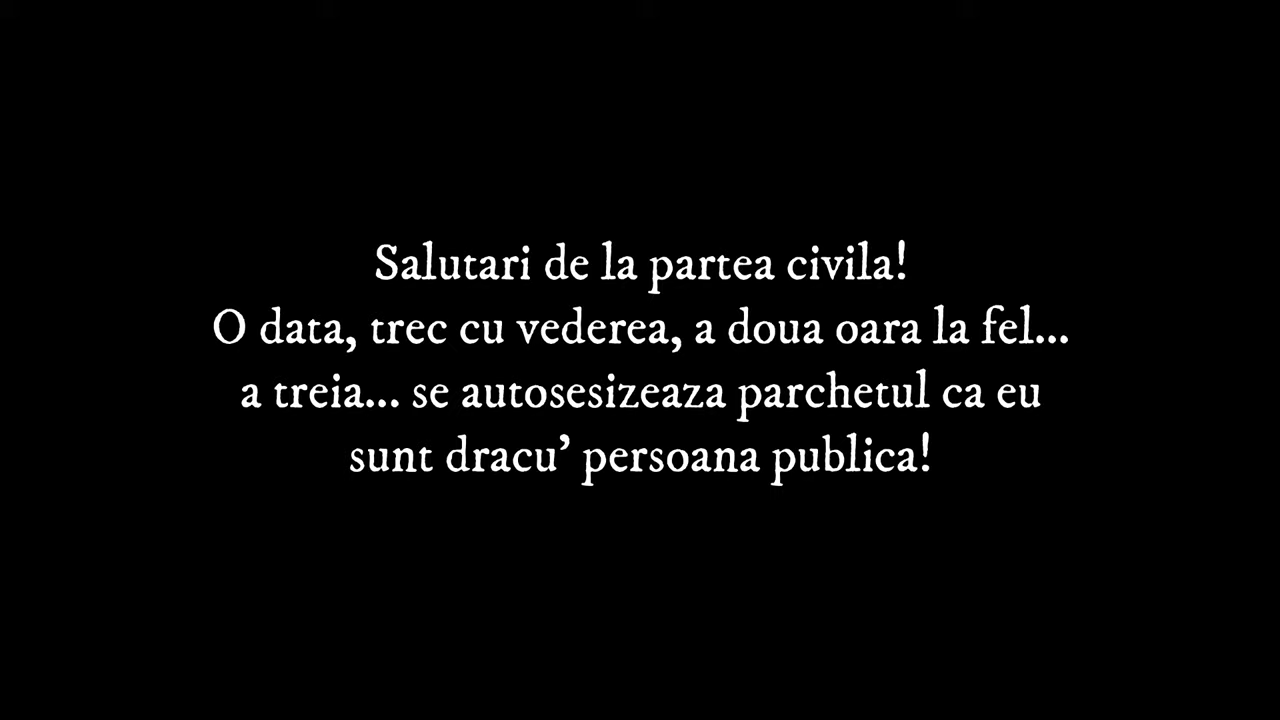 Salutari de la partea civila!
O data, trec cu vederea, a doua oara la fel...
a treia... se autosesizeaza parchetul ca eu
sunt dracu’ persoana publica!